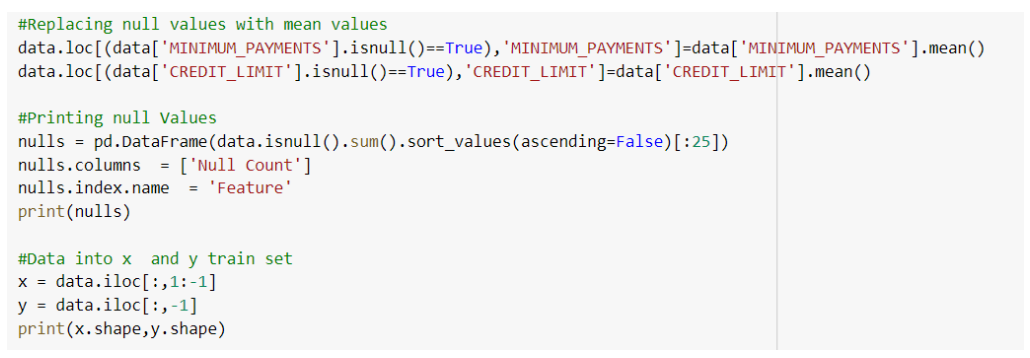 #Replacing null values with mean values
data.loc[(data['MINIMUM_PAYMENTS'].isnull()==True),'MINIMUM_PAYMENTS']=data['MINIMUM_PAYMENTS'].mean()
data.loc[(data['CREDIT_LIMIT'].isnull()==True),'CREDIT_LIMIT']=data['CREDIT_LIMIT'].mean()
#Printing null Values
nulls = pd.DataFrame(data.isnull().sum().sort_values(ascending=False)[:25])
nulls.columns  = ['Null Count']
nulls.index.name  = 'Feature'
print(nulls)
#Data into x  and y train set
x = data.iloc[:,1:-1]
y = data.iloc[:,-1]
print(x.shape,y.shape)